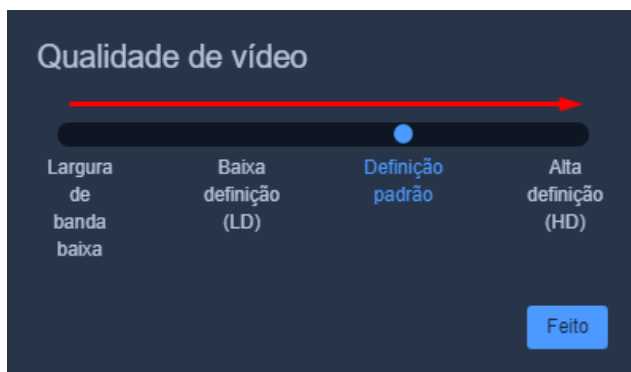 Qualidade de vídeo
Largura
de
banda
baixa
Baixa
definição
(LD)
Definição
padrão
Alta
definição
(HD)
Feito